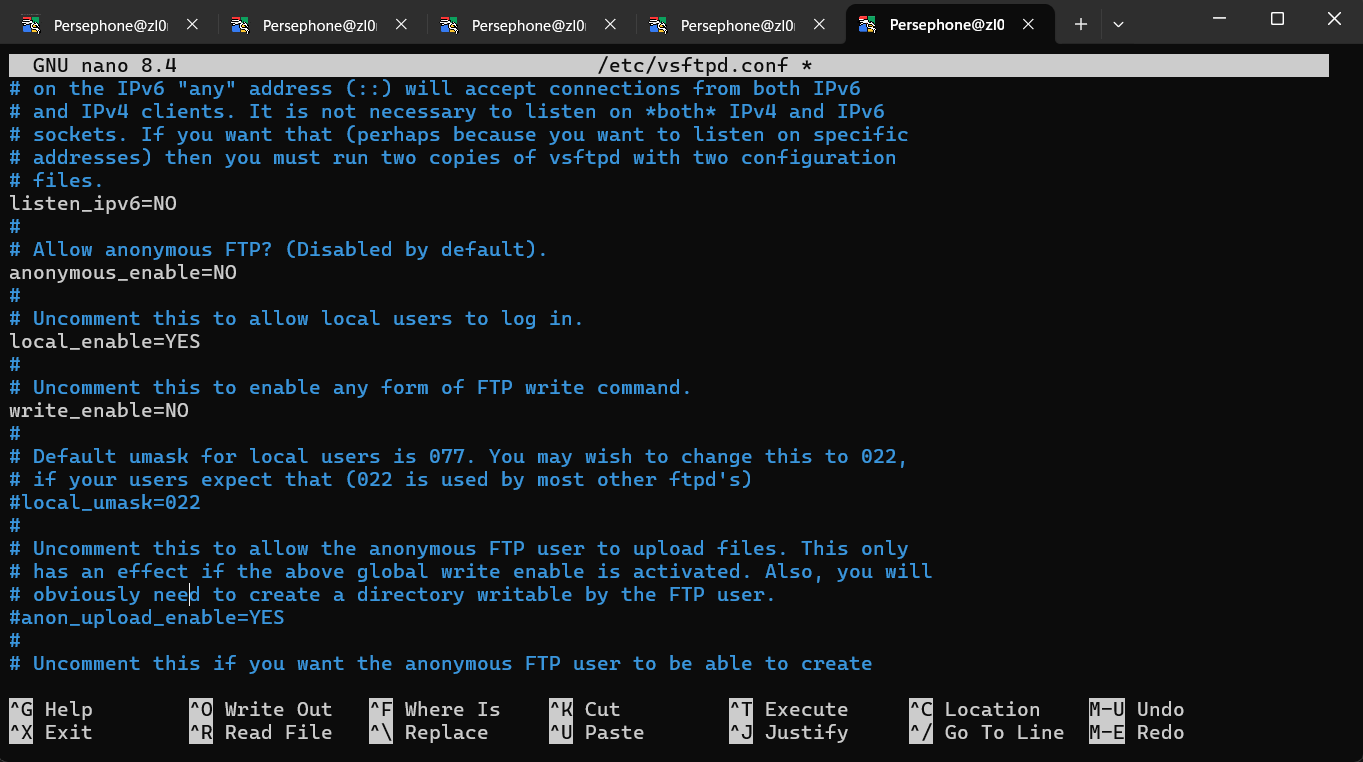 Persephone@zl0 Persephone@zl0 Persephone@zl0 Persephone@zl0 Persephone@zl0
GNU nano 8.4 /etc/vsftpd.conf *
# on the IPv6 "any" address (::) will accept connections from both IPv6
# and IPv4 clients. It is not necessary to listen on *both* IPv4 and IPv6
# sockets. If you want that (perhaps because you want to listen on specific
# addresses) then you must run two copies of vsftpd with two configuration
# files.
listen_ipv6=NO
#
# Allow anonymous FTP? (Disabled by default).
anonymous_enable=NO
#
# Uncomment this to allow local users to log in.
local_enable=YES
#
# Uncomment this to enable any form of FTP write command.
write_enable=NO
#
# Default umask for local users is 077. You may wish to change this to 022,
# if your users expect that (022 is used by most other ftpd's)
#local_umask=022
#
# Uncomment this to allow the anonymous FTP user to upload files. This only
# has an effect if the above global write enable is activated. Also, you will
# obviously need to create a directory writable by the FTP user.
#anon_upload_enable=YES
#
# Uncomment this if you want the anonymous FTP user to be able to create
^G Help ^O Write Out ^F Where Is ^K Cut ^T Execute ^C Location M-U Undo
^X Exit ^R Read File ^\ Replace ^U Paste ^J Justify ^/ Go To Line M-E Redo